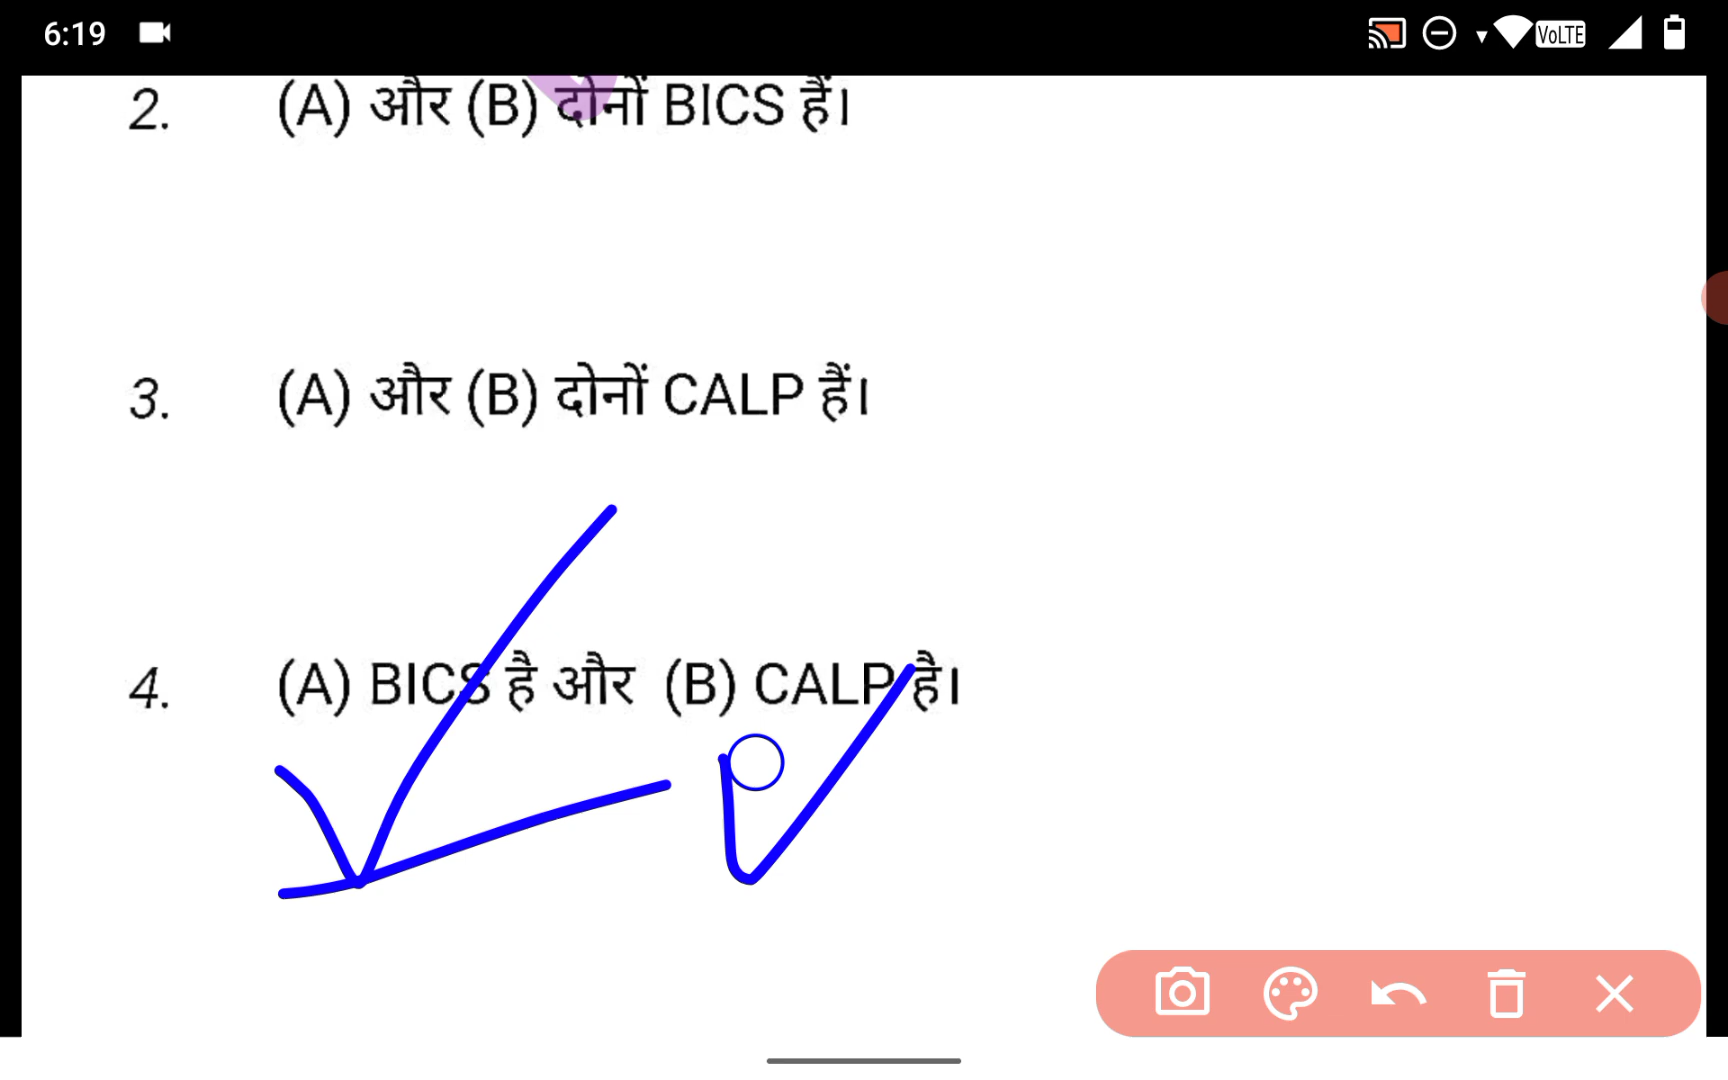 6:19
VoLTE
2. (A) और (B) दोनों BICS हैं।
3. (A) और (B) दोनों CALP हैं।
4. (A) BICS है और (B) CALP है।